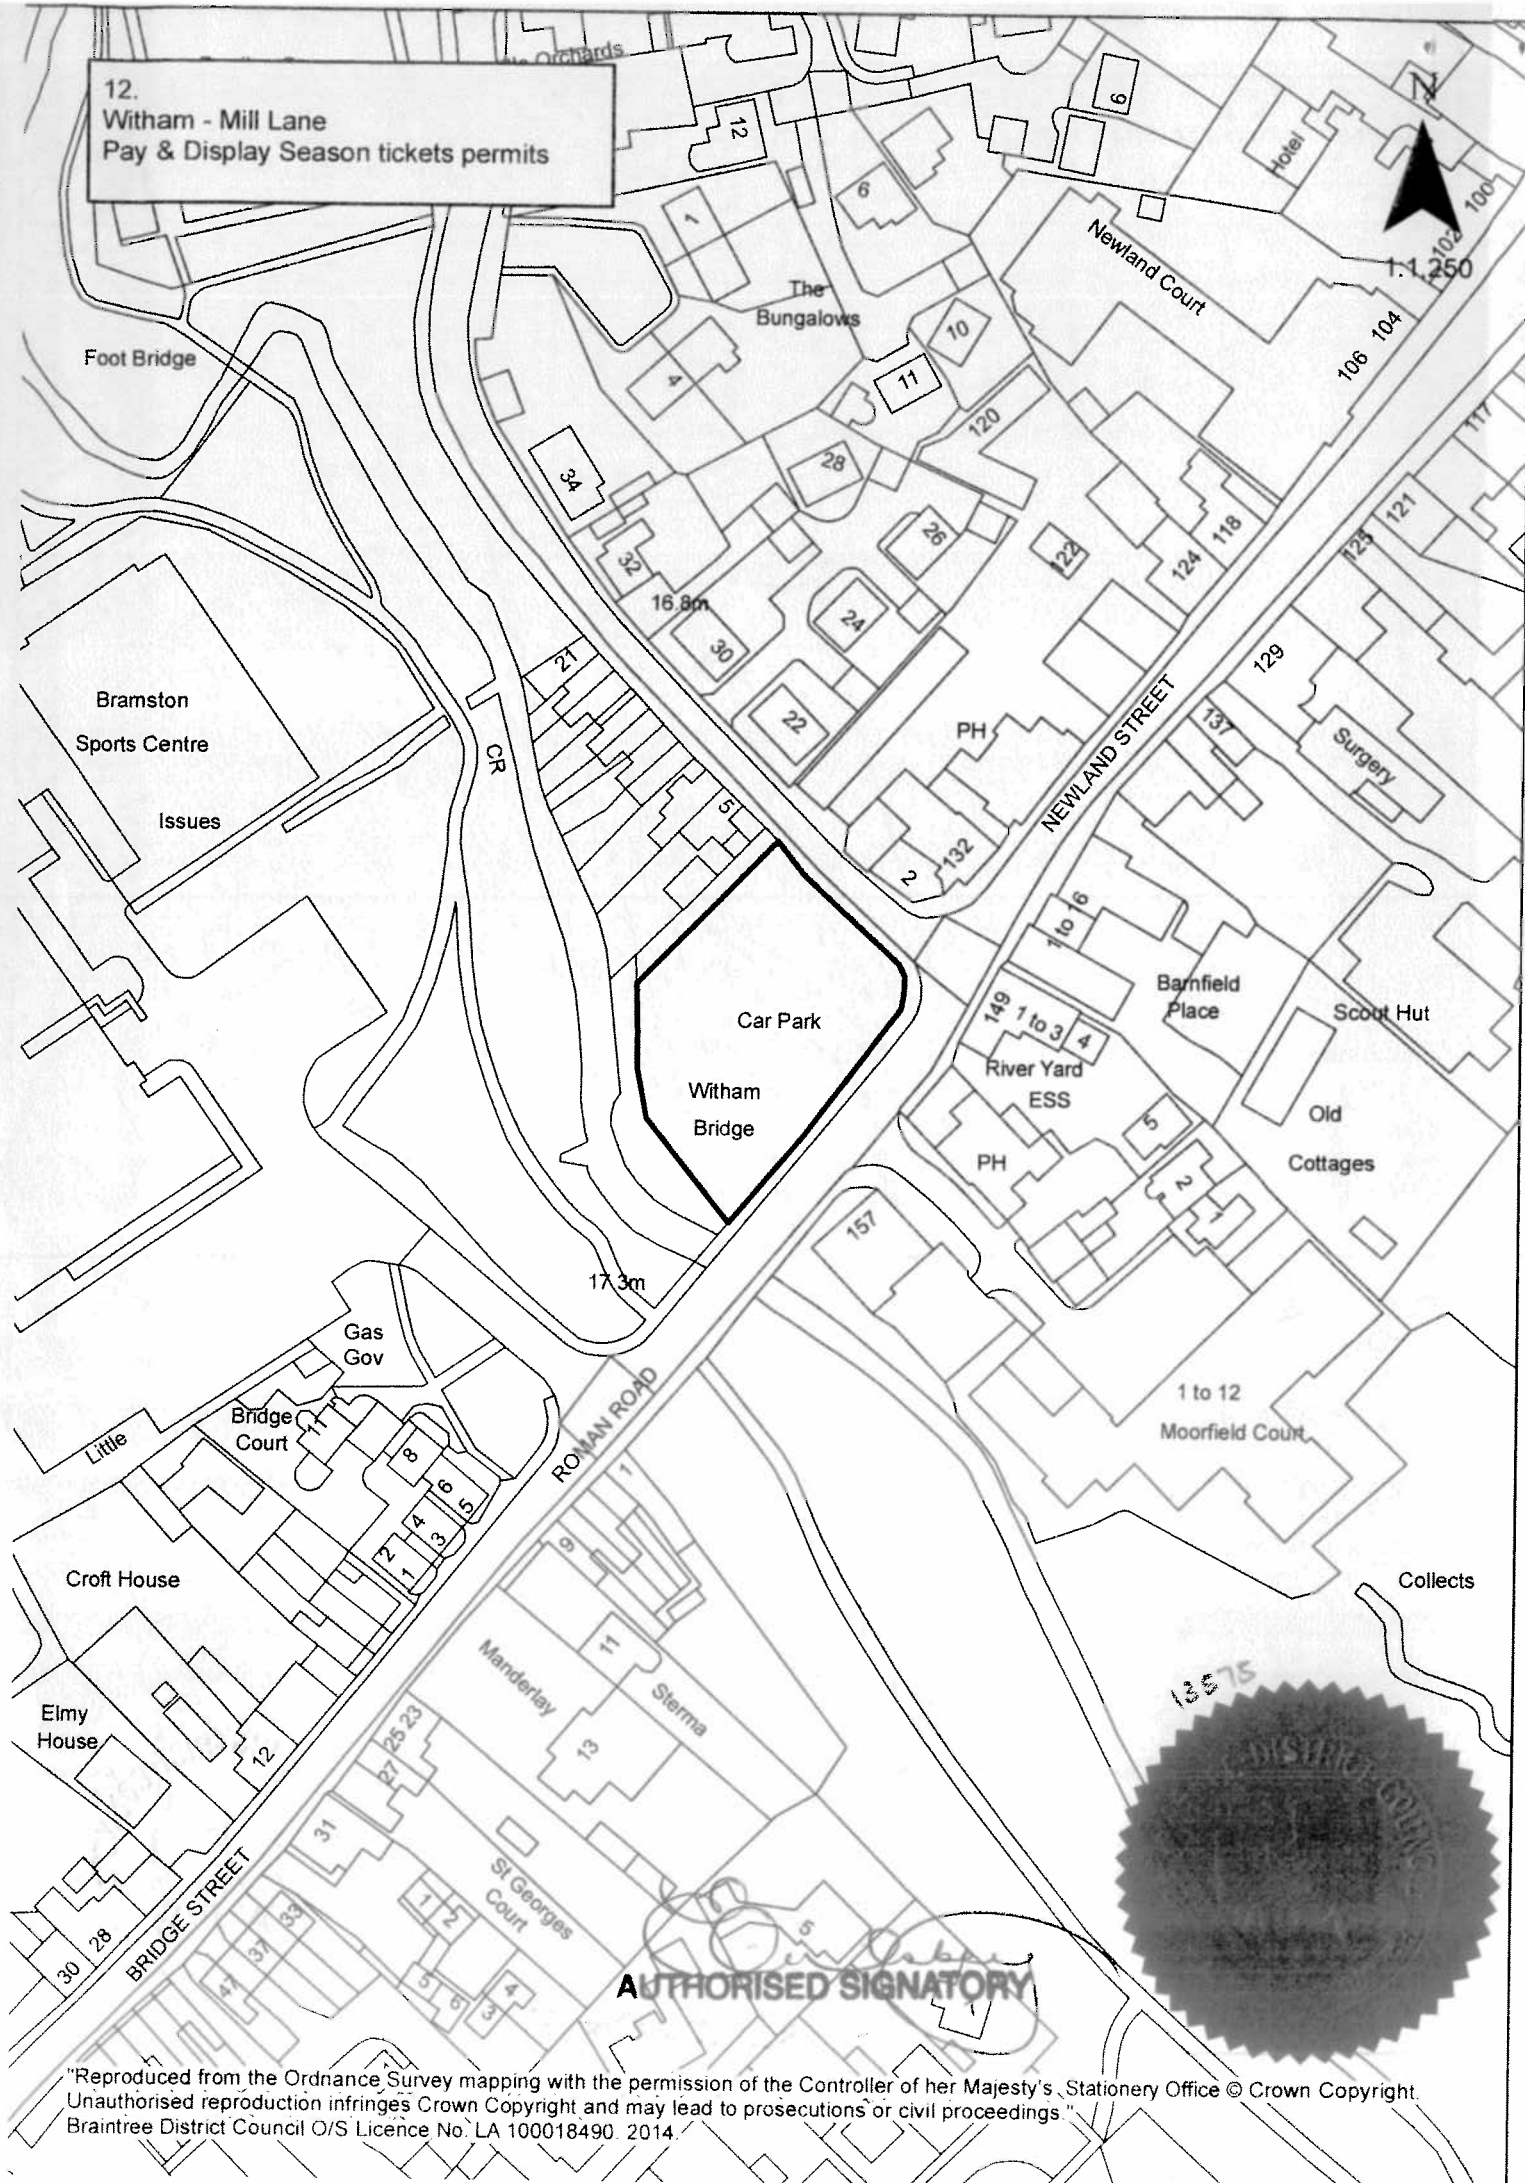 12.
Witham - Mill Lane
Pay & Display Season tickets permits
Orchards
N
1:1,250
12
9
6
1
Hotel
100
102
Newland Court
104
106
The
Bungalows
10
11
4
Foot Bridge
120
117
28
34
26
121
125
118
122
124
32
16.8m
24
30
129
21
Bramston
Sports Centre
22
PH
137
Surgery
NEWLAND STREET
CR
5
Issues
132
2
1 to 16
Barnfield
Place
Scout Hut
149
1 to 3
4
Car Park
River Yard
ESS
Witham
Bridge
5
Old
Cottages
PH
2
1
157
17.3m
Gas
Gov
1 to 12
Moorfield Court
Bridge
Court
11
Little
8
ROMAN ROAD
1
6
5
4
3
2
1
9
Croft House
Collects
11
Manderlay
Sterma
13
13575
Elmy
House
12
25 23
27
31
St Georges
Court
1
2
33
37
47
28
30
BRIDGE STREET
5
6
4
3
5
AUTHORISED SIGNATORY
DISTRICT COUNCIL
"Reproduced from the Ordnance Survey mapping with the permission of the Controller of her Majesty's Stationery Office © Crown Copyright.
Unauthorised reproduction infringes Crown Copyright and may lead to prosecutions or civil proceedings."
Braintree District Council O/S Licence No. LA 100018490. 2014.